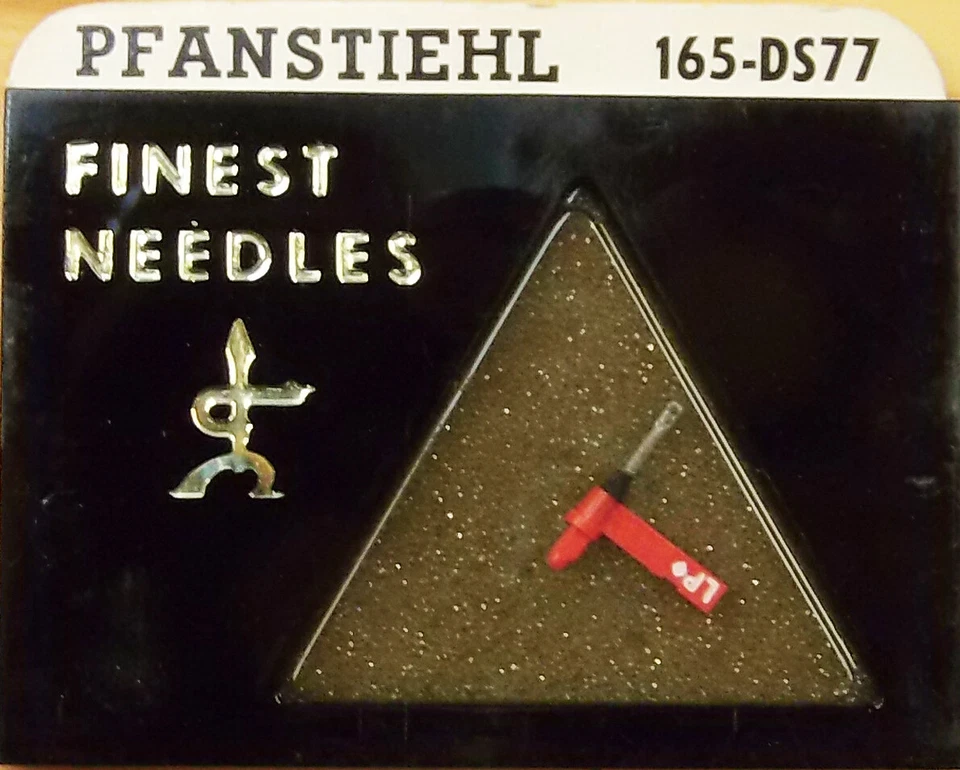 PFANSTIEHL 165-DS77
FINEST
NEEDLES
LP